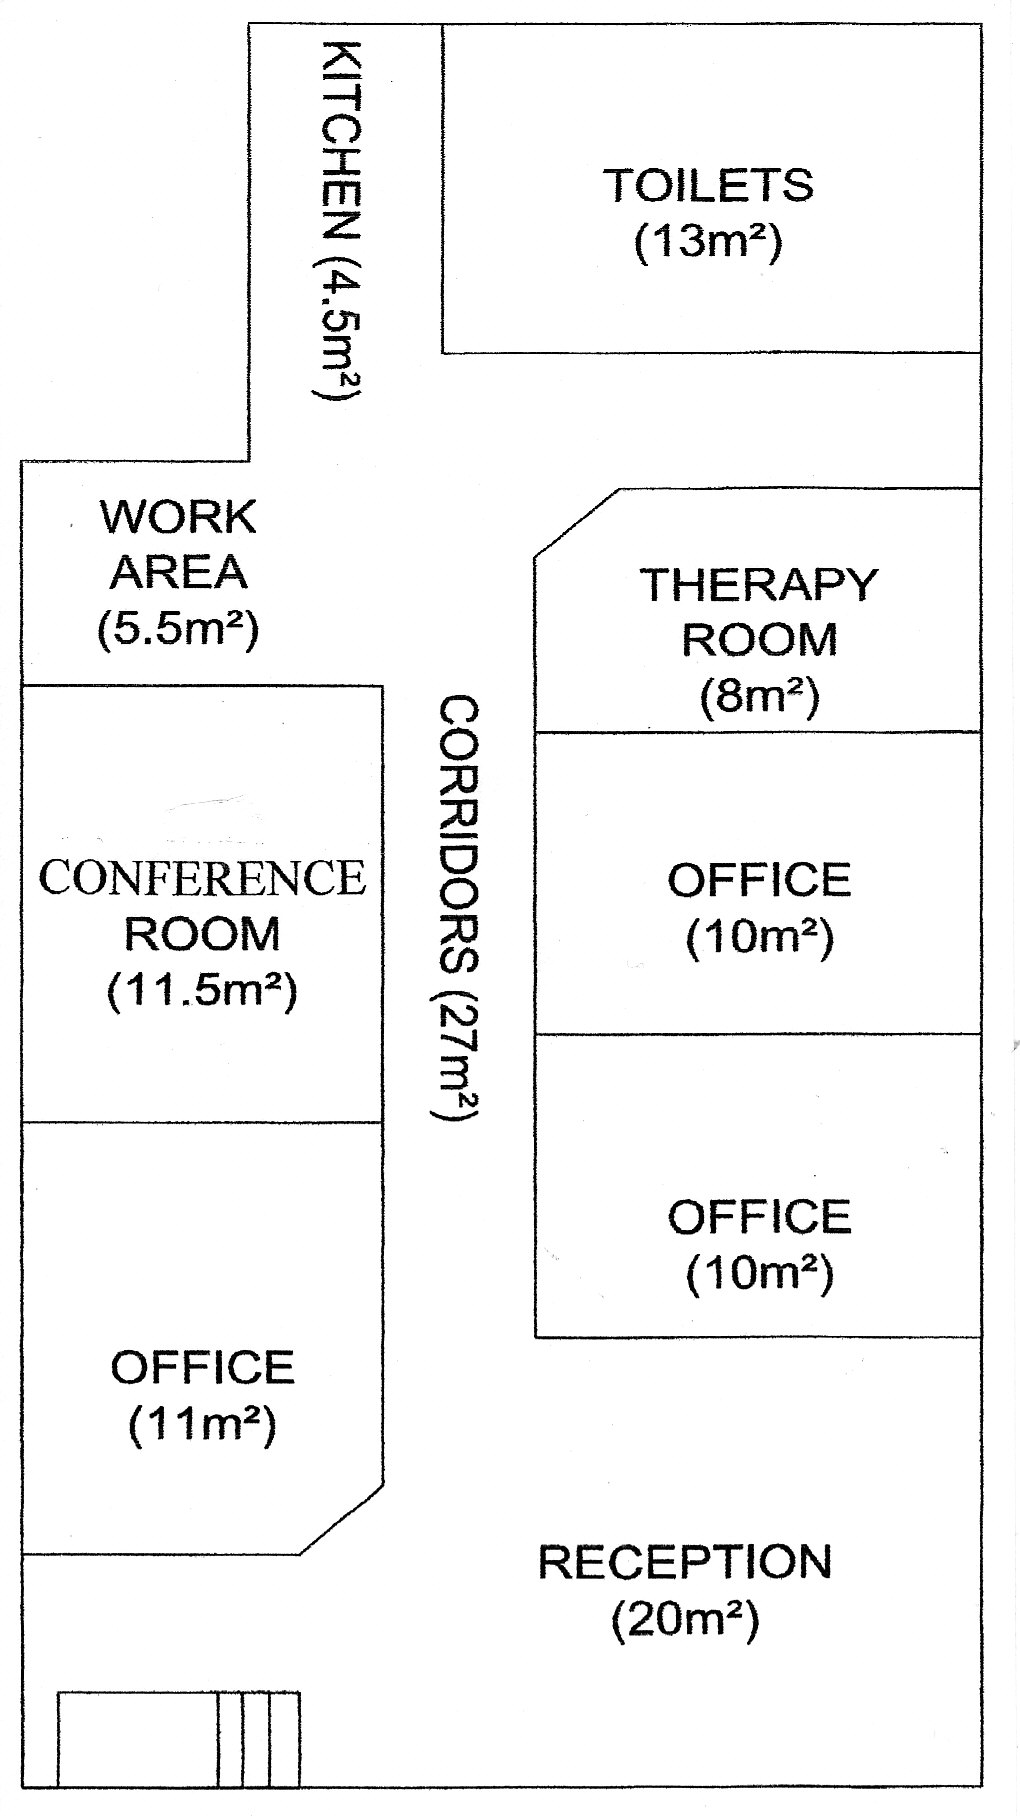 KITCHEN (4.5m²)
TOILETS
(13m²)
WORK
AREA
(5.5m²)
THERAPY
ROOM
(8m²)
CORRIDORS (27m²)
CONFERENCE
ROOM
(11.5m²)
OFFICE
(10m²)
OFFICE
(10m²)
OFFICE
(11m²)
RECEPTION
(20m²)